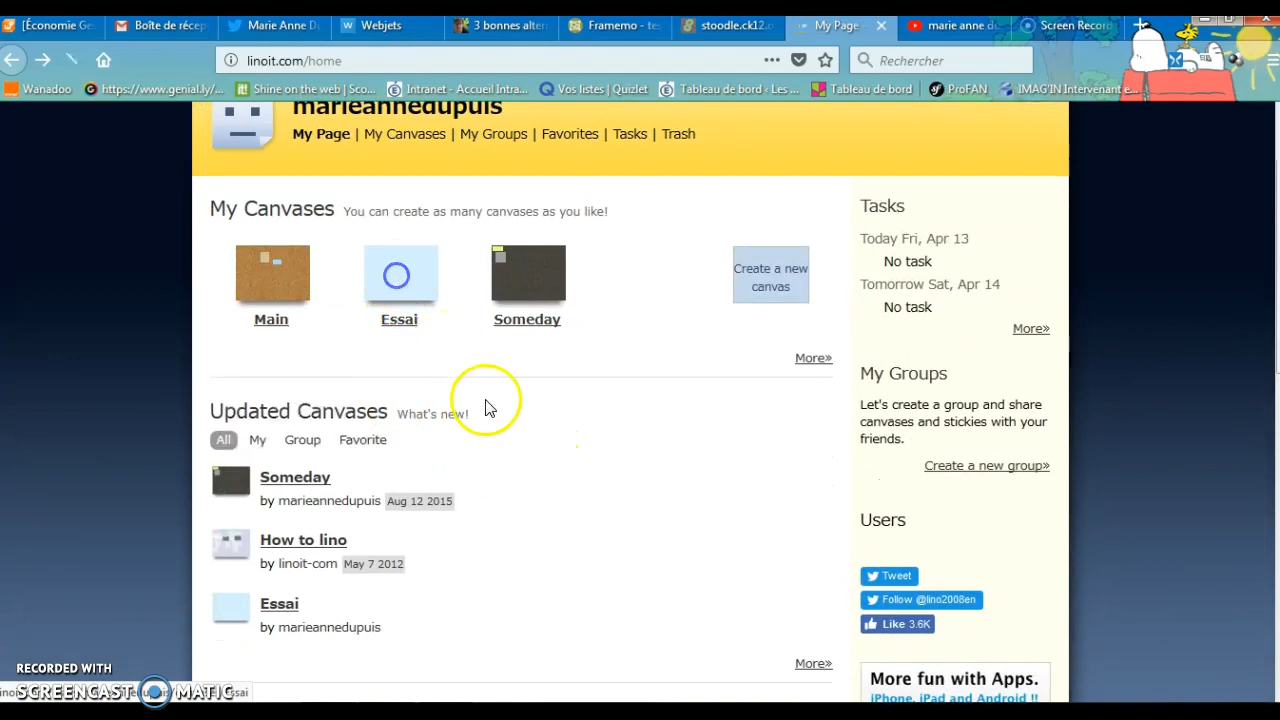 [Économie Ge
Boîte de récep
Marie Anne D
Webjets
3 bonnes alter
Framemo - te
stoodle.ck12.o
My Page
marie anne d
Screen Record
linoit.com/home
Rechercher
Wanadoo
https://www.genial.ly/...
Shine on the web | Sco...
Intranet - Accueil Intra...
Vos listes | Quizlet
Tableau de bord ‹ Les ...
Tableau de bord
ProFAN
IMAG'IN Intervenant e...
marieannedupuis
My Page | My Canvases | My Groups | Favorites | Tasks | Trash
My Canvases You can create as many canvases as you like!
Main
Essai
Someday
Create a new
canvas
More»
Updated Canvases What's new!
All My Group Favorite
Someday
by marieannedupuis Aug 12 2015
How to lino
by linoit-com May 7 2012
Essai
by marieannedupuis
More»
Tasks
Today Fri, Apr 13
No task
Tomorrow Sat, Apr 14
No task
More»
My Groups
Let's create a group and share
canvases and stickies with your
friends.
Create a new group»
Users
Tweet
Follow @lino2008en
Like 3.6K
More fun with Apps.
iPhone, iPad and Android !!
RECORDED WITH
SCREENCAST MATIC